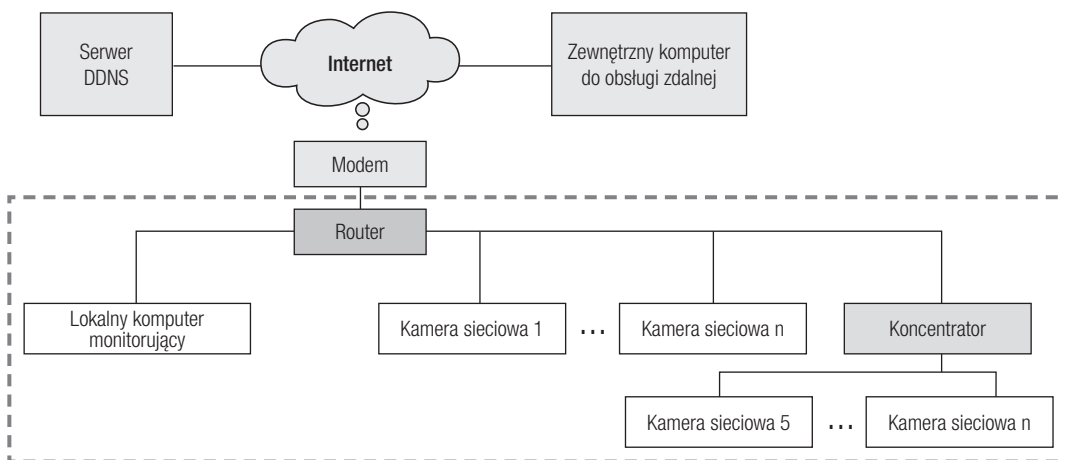 Serwer
DDNS
Internet
Zewnętrzny komputer
do obsługi zdalnej
Modem
Router
Lokalny komputer
monitorujący
Kamera sieciowa 1
...
Kamera sieciowa n
Koncentrator
Kamera sieciowa 5
...
Kamera sieciowa n